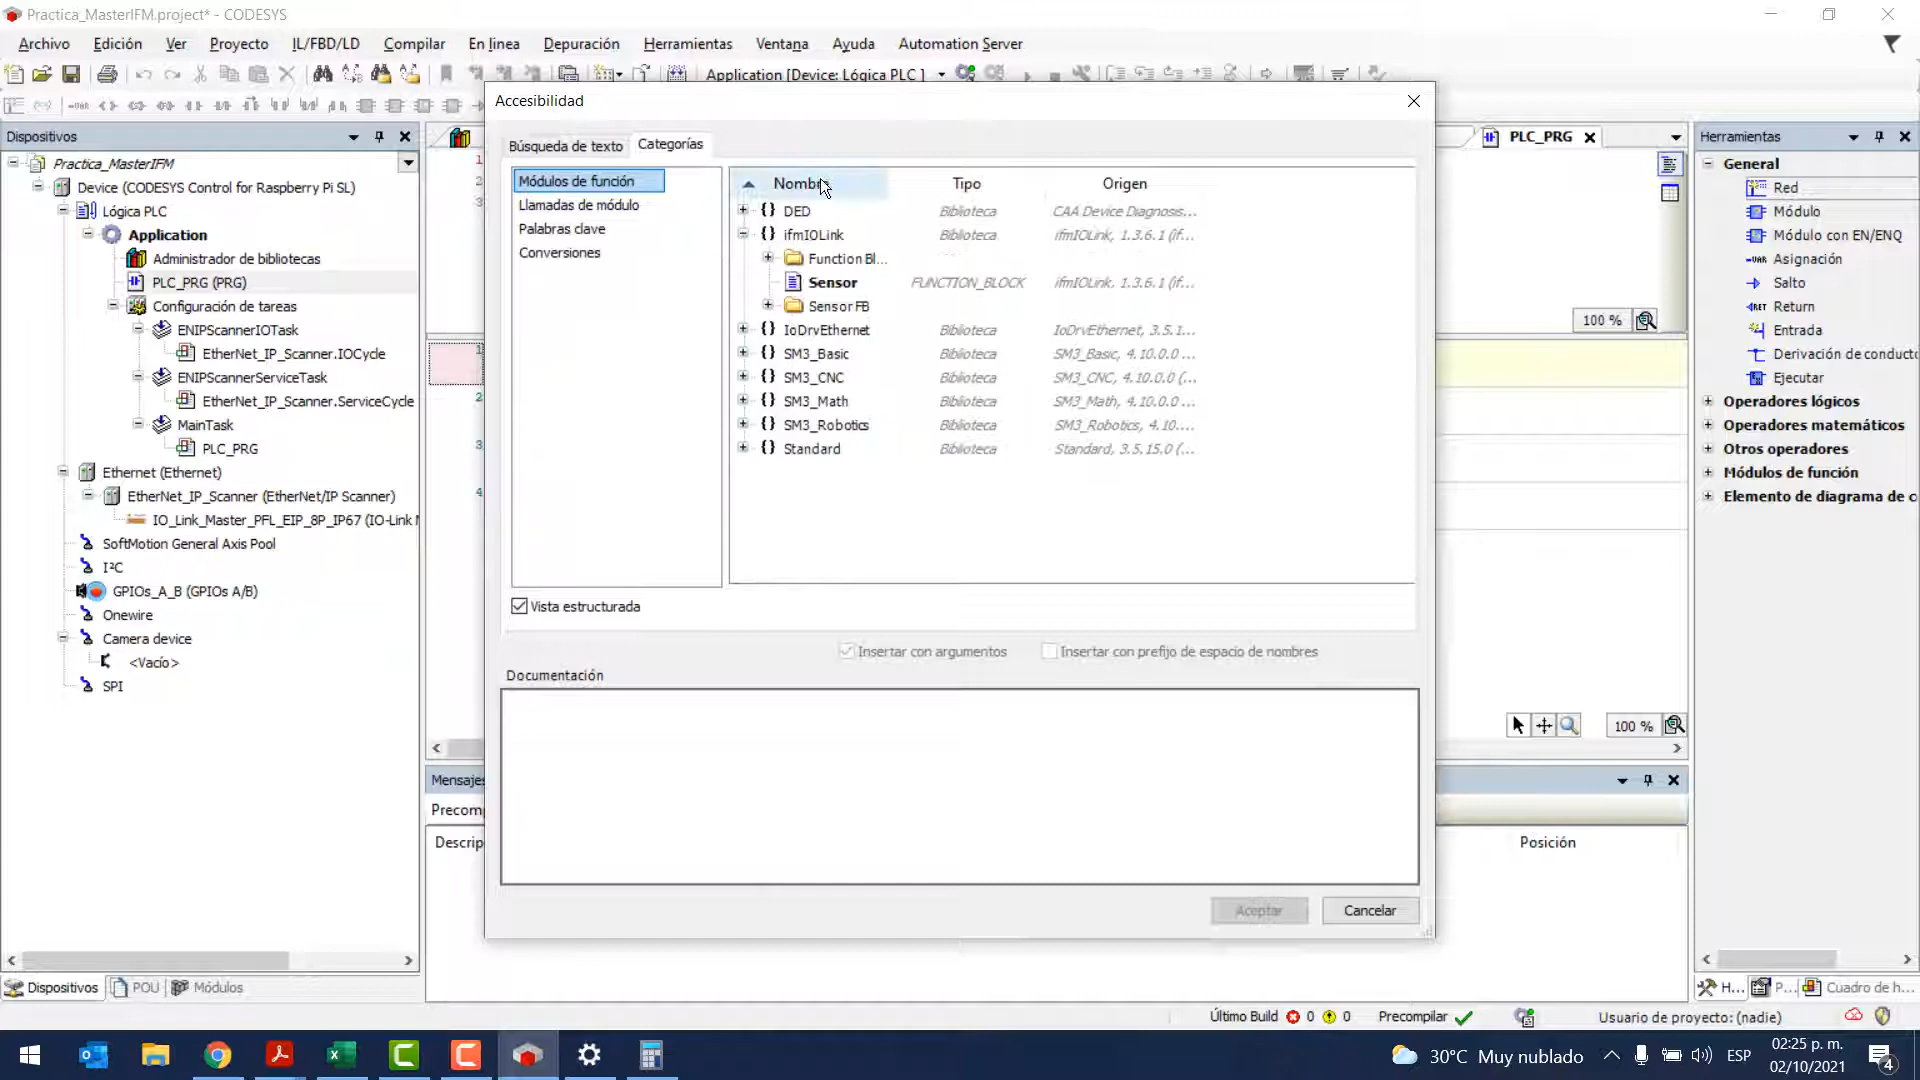 Practica_MasterIFM.project* - CODESYS
Archivo Edición Ver Proyecto IL/FBD/LD Compilar En línea Depuración Herramientas Ventana Ayuda Automation Server
Application [Device: Lógica PLC ]
Dispositivos
Practica_MasterIFM
Device (CODESYS Control for Raspberry Pi SL)
Lógica PLC
Application
Administrador de bibliotecas
PLC_PRG (PRG)
Configuración de tareas
ENIPScannerIOTask
EtherNet_IP_Scanner.IOCycle
ENIPScannerServiceTask
EtherNet_IP_Scanner.ServiceCycle
MainTask
PLC_PRG
Ethernet (Ethernet)
EtherNet_IP_Scanner (EtherNet/IP Scanner)
IO_Link_Master_PFL_EIP_8P_IP67 (IO-Link
SoftMotion General Axis Pool
I²C
GPIOs_A_B (GPIOs A/B)
Onewire
Camera device
<Vacío>
SPI
Dispositivos POU Módulos
1
2
3
1
2
3
4
Mensajes
Precom
Descrip
Accesibilidad
Búsqueda de texto Categorías
Módulos de función
Llamadas de módulo
Palabras clave
Conversiones
Nombre Tipo Origen
DED Biblioteca CAA Device Diagnosis...
ifmIOLink Biblioteca ifmIOLink, 1.3.6.1 (if...
Function Bl...
Sensor FUNCTION_BLOCK ifmIOLink, 1.3.6.1 (if...
Sensor FB
IoDrvEthernet Biblioteca IoDrvEthernet, 3.5.1...
SM3_Basic Biblioteca SM3_Basic, 4.10.0.0 ...
SM3_CNC Biblioteca SM3_CNC, 4.10.0.0 (...
SM3_Math Biblioteca SM3_Math, 4.10.0.0 ...
SM3_Robotics Biblioteca SM3_Robotics, 4.10....
Standard Biblioteca Standard, 3.5.15.0 (...
Vista estructurada
Insertar con argumentos Insertar con prefijo de espacio de nombres
Documentación
Aceptar Cancelar
PLC_PRG
100 %
100 %
Posición
Herramientas
General
Red
Módulo
Módulo con EN/ENO
Asignación
Salto
Return
Entrada
Derivación de conducto
Ejecutar
Operadores lógicos
Operadores matemáticos
Otros operadores
Módulos de función
Elemento de diagrama de c
H... P... Cuadro de h...
Último Build 0 0 Precompilar Usuario de proyecto: (nadie)
30°C Muy nublado ESP 02:25 p. m.
02/10/2021
4